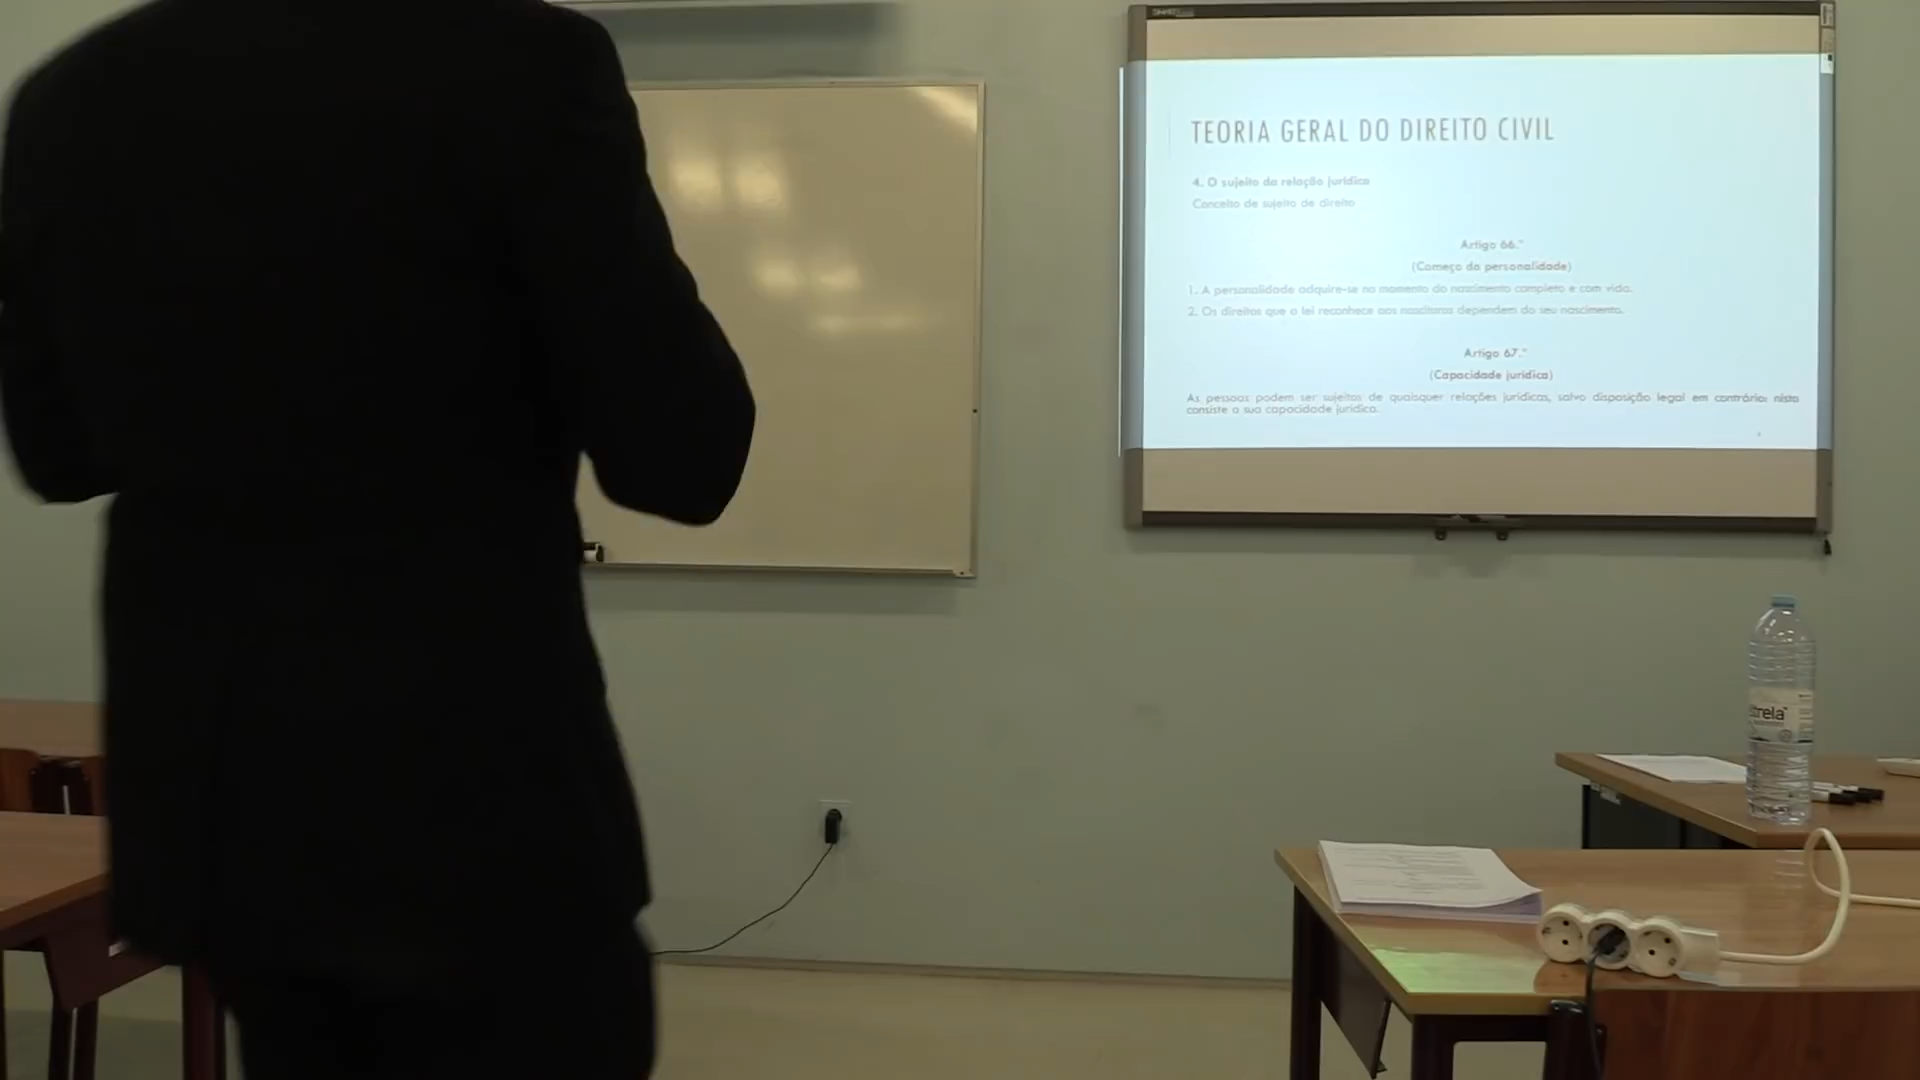 SMART
TEORIA GERAL DO DIREITO CIVIL
4. O sujeito da relação jurídica
Conceito de sujeito de direito
Artigo 66.º
(Começo da personalidade)
1. A personalidade adquire-se no momento do nascimento completo e com vida.
2. Os direitos que a lei reconhece aos nascituros dependem do seu nascimento.
Artigo 67.º
(Capacidade jurídica)
As pessoas podem ser sujeitos de quaisquer relações jurídicas, salvo disposição legal em contrário: nisto
consiste a sua capacidade jurídica.
strela